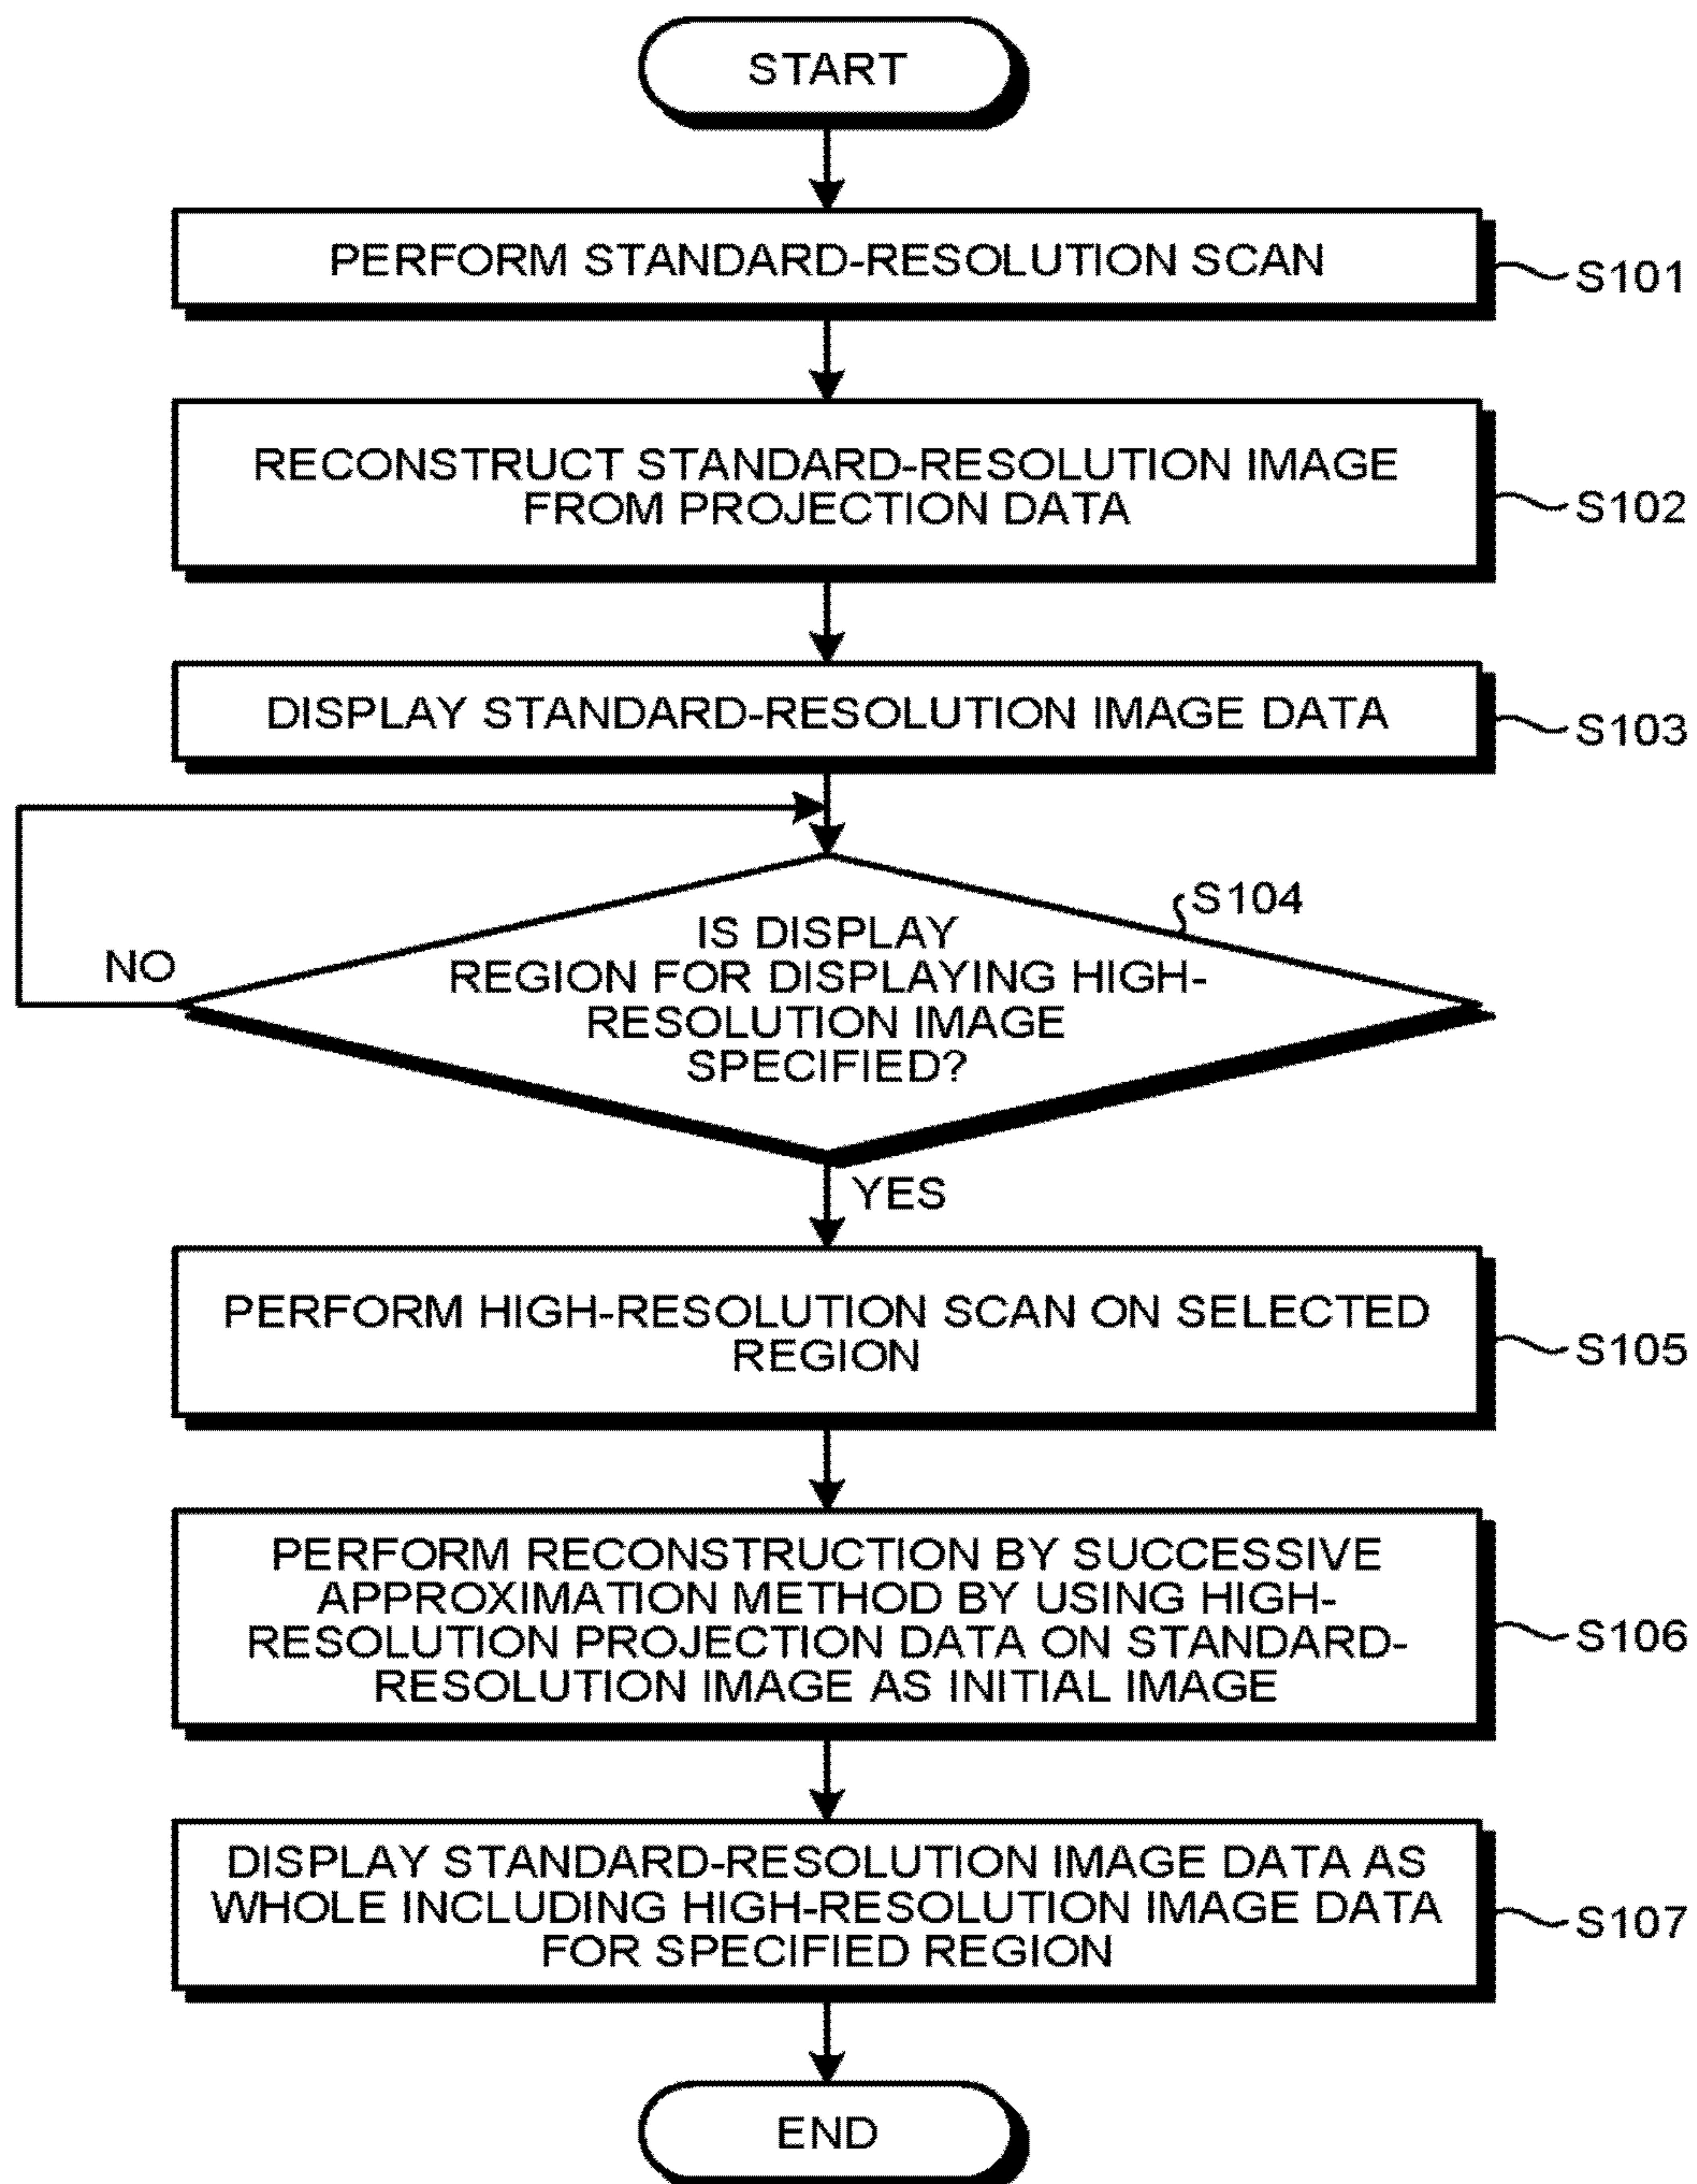 START
PERFORM STANDARD-RESOLUTION SCAN
S101
RECONSTRUCT STANDARD-RESOLUTION IMAGE
FROM PROJECTION DATA
S102
DISPLAY STANDARD-RESOLUTION IMAGE DATA
S103
S104
IS DISPLAY
REGION FOR DISPLAYING HIGH-
RESOLUTION IMAGE
SPECIFIED?
NO
YES
PERFORM HIGH-RESOLUTION SCAN ON SELECTED
REGION
S105
PERFORM RECONSTRUCTION BY SUCCESSIVE
APPROXIMATION METHOD BY USING HIGH-
RESOLUTION PROJECTION DATA ON STANDARD-
RESOLUTION IMAGE AS INITIAL IMAGE
S106
DISPLAY STANDARD-RESOLUTION IMAGE DATA AS
WHOLE INCLUDING HIGH-RESOLUTION IMAGE DATA
FOR SPECIFIED REGION
S107
END